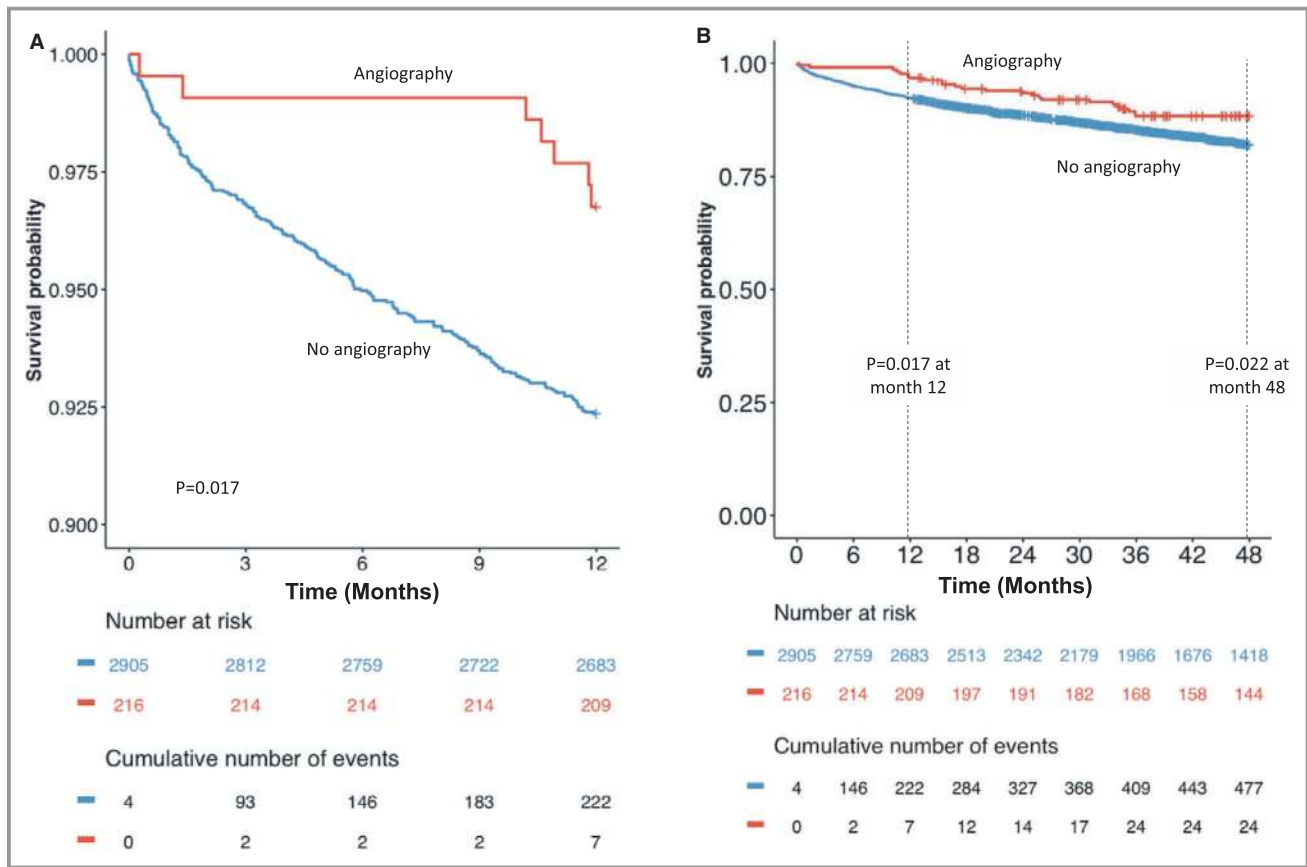 A
1.000
0.975
0.950
0.925
0.900
Survival probability
Angiography
No angiography
P=0.017
0 3 6 9 12
Time (Months)
Number at risk
2905 2812 2759 2722 2683
216 214 214 214 209
Cumulative number of events
4 93 146 183 222
0 2 2 2 7
B
1.00
0.75
0.50
0.25
0.00
Survival probability
Angiography
No angiography
P=0.017 at
month 12
P=0.022 at
month 48
0 6 12 18 24 30 36 42 48
Time (Months)
Number at risk
2905 2759 2683 2513 2342 2179 1966 1676 1418
216 214 209 197 191 182 168 158 144
Cumulative number of events
4 146 222 284 327 368 409 443 477
0 2 7 12 14 17 24 24 24